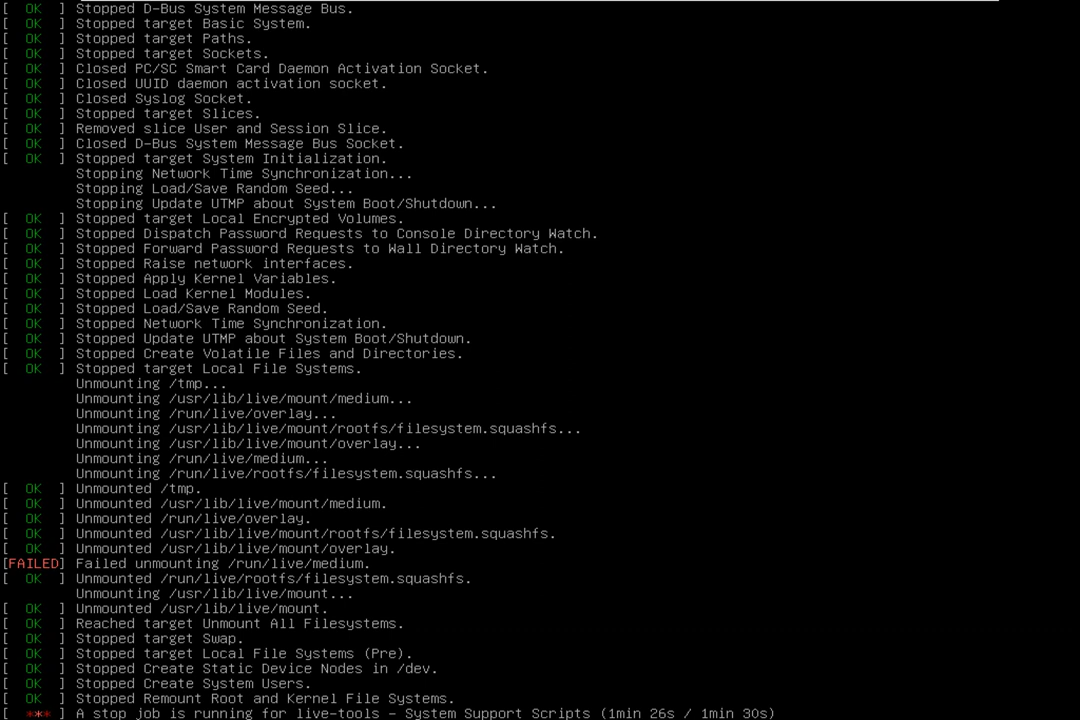 [  OK  ] Stopped D-Bus System Message Bus.
[  OK  ] Stopped target Basic System.
[  OK  ] Stopped target Paths.
[  OK  ] Stopped target Sockets.
[  OK  ] Closed PC/SC Smart Card Daemon Activation Socket.
[  OK  ] Closed UUID daemon activation socket.
[  OK  ] Closed Syslog Socket.
[  OK  ] Stopped target Slices.
[  OK  ] Removed slice User and Session Slice.
[  OK  ] Closed D-Bus System Message Bus Socket.
[  OK  ] Stopped target System Initialization.
Stopping Network Time Synchronization...
Stopping Load/Save Random Seed...
Stopping Update UTMP about System Boot/Shutdown...
[  OK  ] Stopped target Local Encrypted Volumes.
[  OK  ] Stopped Dispatch Password Requests to Console Directory Watch.
[  OK  ] Stopped Forward Password Requests to Wall Directory Watch.
[  OK  ] Stopped Raise network interfaces.
[  OK  ] Stopped Apply Kernel Variables.
[  OK  ] Stopped Load Kernel Modules.
[  OK  ] Stopped Load/Save Random Seed.
[  OK  ] Stopped Network Time Synchronization.
[  OK  ] Stopped Update UTMP about System Boot/Shutdown.
[  OK  ] Stopped Create Volatile Files and Directories.
[  OK  ] Stopped target Local File Systems.
Unmounting /tmp...
Unmounting /usr/lib/live/mount/medium...
Unmounting /run/live/overlay...
Unmounting /usr/lib/live/mount/rootfs/filesystem.squashfs...
Unmounting /usr/lib/live/mount/overlay...
Unmounting /run/live/medium...
Unmounting /run/live/rootfs/filesystem.squashfs...
[  OK  ] Unmounted /tmp.
[  OK  ] Unmounted /usr/lib/live/mount/medium.
[  OK  ] Unmounted /run/live/overlay.
[  OK  ] Unmounted /usr/lib/live/mount/rootfs/filesystem.squashfs.
[  OK  ] Unmounted /usr/lib/live/mount/overlay.
[FAILED] Failed unmounting /run/live/medium.
[  OK  ] Unmounted /run/live/rootfs/filesystem.squashfs.
Unmounting /usr/lib/live/mount...
[  OK  ] Unmounted /usr/lib/live/mount.
[  OK  ] Reached target Unmount All Filesystems.
[  OK  ] Stopped target Swap.
[  OK  ] Stopped target Local File Systems (Pre).
[  OK  ] Stopped Create Static Device Nodes in /dev.
[  OK  ] Stopped Create System Users.
[  OK  ] Stopped Remount Root and Kernel File Systems.
[  *** ] A stop job is running for live-tools - System Support Scripts (1min 26s / 1min 30s)